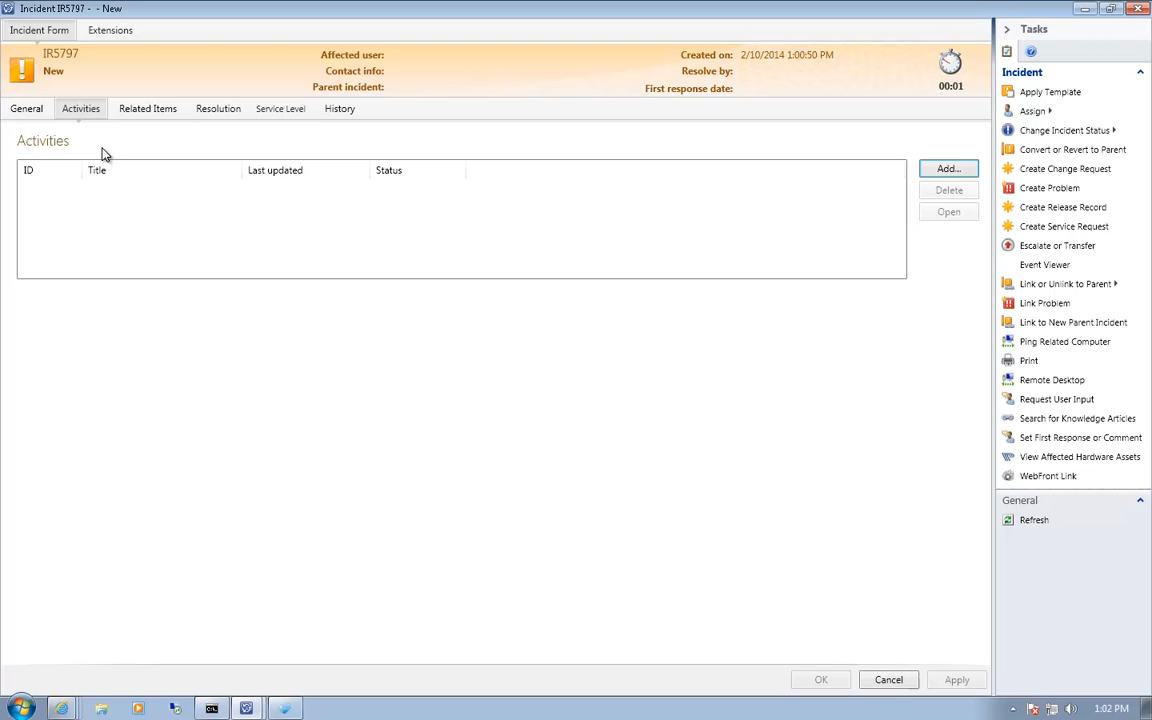 Incident IR5797 - - New
Incident Form Extensions
IR5797
New
Affected user:
Contact info:
Parent incident:
Created on: 2/10/2014 1:00:50 PM
Resolve by:
First response date:
00:01
General Activities Related Items Resolution Service Level History
Activities
ID Title Last updated Status
Add...
Delete
Open
OK Cancel Apply
Tasks
Incident
Apply Template
Assign
Change Incident Status
Convert or Revert to Parent
Create Change Request
Create Problem
Create Release Record
Create Service Request
Escalate or Transfer
Event Viewer
Link or Unlink to Parent
Link Problem
Link to New Parent Incident
Ping Related Computer
Print
Remote Desktop
Request User Input
Search for Knowledge Articles
Set First Response or Comment
View Affected Hardware Assets
WebFront Link
General
Refresh
1:02 PM